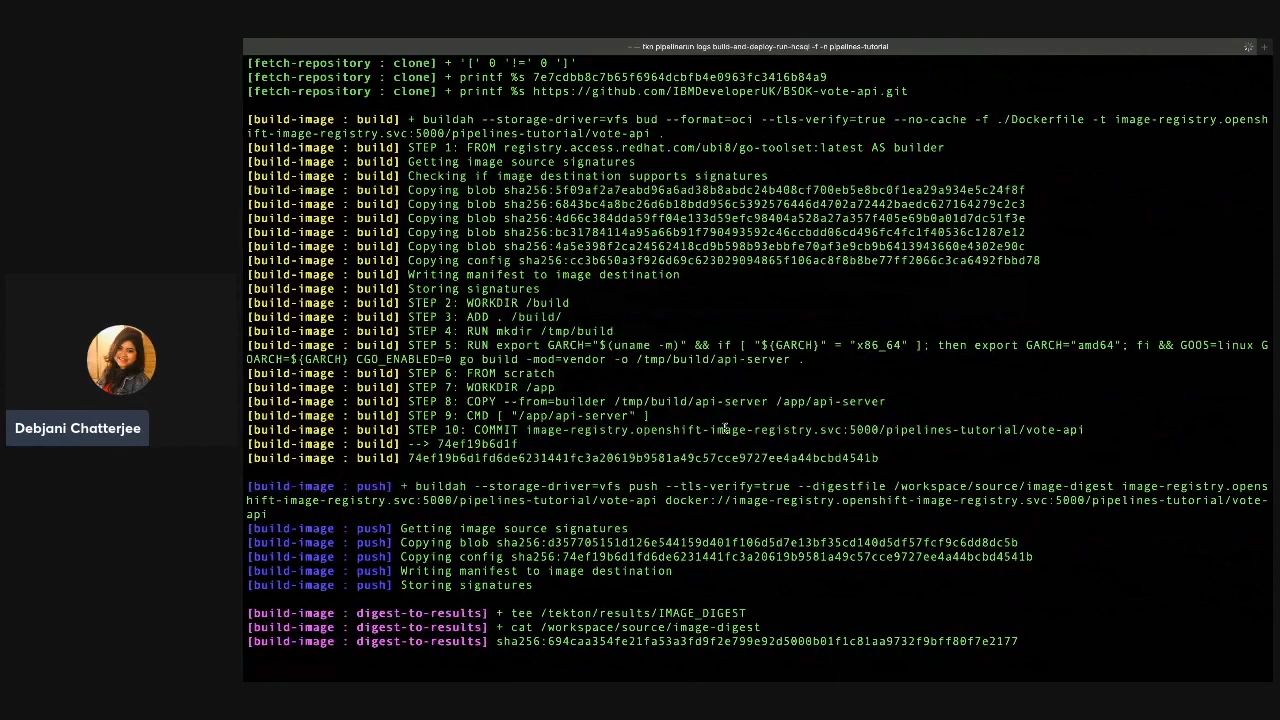 — tkn pipelinerun logs build-and-deploy-run-hcsql -f -n pipelines-tutorial
[fetch-repository : clone] + '[' 0 '!=' 0 ']'
[fetch-repository : clone] + printf %s 7e7cdbb8c7b65f6964dcbfb4e0963fc3416b84a9
[fetch-repository : clone] + printf %s https://github.com/IBMDeveloperUK/BSOK-vote-api.git
[build-image : build] + buildah --storage-driver=vfs bud --format=oci --tls-verify=true --no-cache -f ./Dockerfile -t image-registry.opensh
ift-image-registry.svc:5000/pipelines-tutorial/vote-api .
[build-image : build] STEP 1: FROM registry.access.redhat.com/ubi8/go-toolset:latest AS builder
[build-image : build] Getting image source signatures
[build-image : build] Checking if image destination supports signatures
[build-image : build] Copying blob sha256:5f09af2a7eabd96a6ad38b8abdc24b408cf700eb5e8bc0f1ea29a934e5c24f8f
[build-image : build] Copying blob sha256:6843bc4a8bc26d6b18bdd956c5392576446d4702a72442baedc627164279c2c3
[build-image : build] Copying blob sha256:4d66c384dda59ff04e133d59efc98404a528a27a357f405e69b0a01d7dc51f3e
[build-image : build] Copying blob sha256:bc31784114a95a66b91f790493592c46ccbdd06cd496fc4fc1f40536c1287e12
[build-image : build] Copying blob sha256:4a5e398f2ca24562418cd9b598b93ebbfe70af3e9cb9b6413943660e4302e90c
[build-image : build] Copying config sha256:cc3b650a3f926d69c623029094865f106ac8f8b8be77ff2066c3ca6492fbbd78
[build-image : build] Writing manifest to image destination
[build-image : build] Storing signatures
[build-image : build] STEP 2: WORKDIR /build
[build-image : build] STEP 3: ADD . /build/
[build-image : build] STEP 4: RUN mkdir /tmp/build
[build-image : build] STEP 5: RUN export GARCH="$(uname -m)" && if [ "${GARCH}" = "x86_64" ]; then export GARCH="amd64"; fi && GOOS=linux G
OARCH=${GARCH} CGO_ENABLED=0 go build -mod=vendor -o /tmp/build/api-server .
[build-image : build] STEP 6: FROM scratch
[build-image : build] STEP 7: WORKDIR /app
[build-image : build] STEP 8: COPY --from=builder /tmp/build/api-server /app/api-server
[build-image : build] STEP 9: CMD [ "/app/api-server" ]
[build-image : build] STEP 10: COMMIT image-registry.openshift-image-registry.svc:5000/pipelines-tutorial/vote-api
[build-image : build] --> 74ef19b6d1f
[build-image : build] 74ef19b6d1fd6de6231441fc3a20619b9581a49c57cce9727ee4a44bcbd4541b
[build-image : push] + buildah --storage-driver=vfs push --tls-verify=true --digestfile /workspace/source/image-digest image-registry.opens
hift-image-registry.svc:5000/pipelines-tutorial/vote-api docker://image-registry.openshift-image-registry.svc:5000/pipelines-tutorial/vote-
api
[build-image : push] Getting image source signatures
[build-image : push] Copying blob sha256:d357705151d126e544159d401f106d5d7e13bf35cd140d5df57fcf9c6dd8dc5b
[build-image : push] Copying config sha256:74ef19b6d1fd6de6231441fc3a20619b9581a49c57cce9727ee4a44bcbd4541b
[build-image : push] Writing manifest to image destination
[build-image : push] Storing signatures
[build-image : digest-to-results] + tee /tekton/results/IMAGE_DIGEST
[build-image : digest-to-results] + cat /workspace/source/image-digest
[build-image : digest-to-results] sha256:694caa354fe21fa53a3fd9f2e799e92d5000b01f1c81aa9732f9bff80f7e2177
Debjani Chatterjee